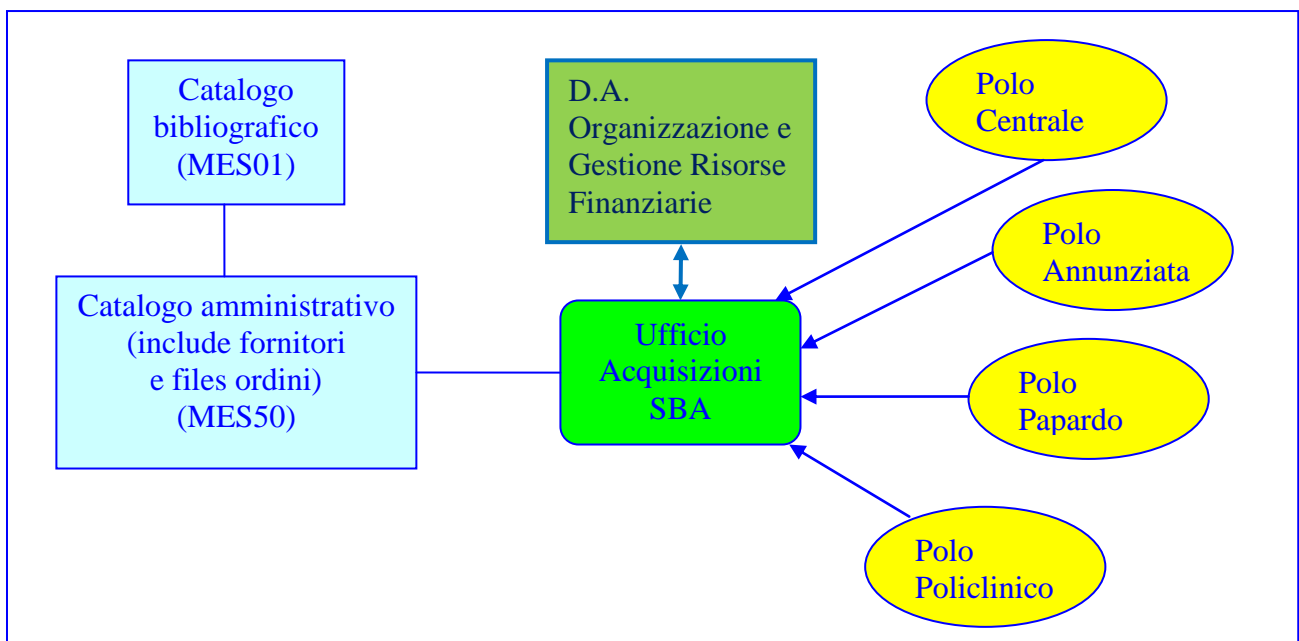 Catalogo
bibliografico
(MES01)
D.A.
Organizzazione e
Gestione Risorse
Finanziarie
Polo
Centrale
Polo
Annunziata
Catalogo amministrativo
(include fornitori
e files ordini)
(MES50)
Ufficio
Acquisizioni
SBA
Polo
Papardo
Polo
Policlinico